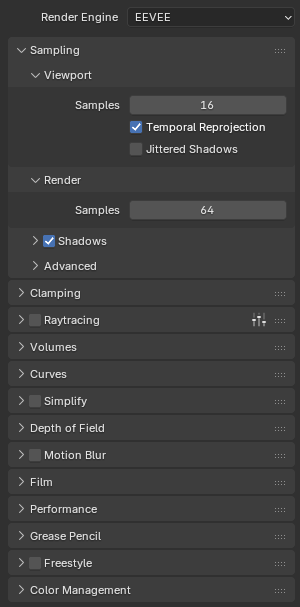 Render Engine EEVEE
Sampling
Viewport
Samples 16
Temporal Reprojection
Jittered Shadows
Render
Samples 64
Shadows
Advanced
Clamping
Raytracing
Volumes
Curves
Simplify
Depth of Field
Motion Blur
Film
Performance
Grease Pencil
Freestyle
Color Management